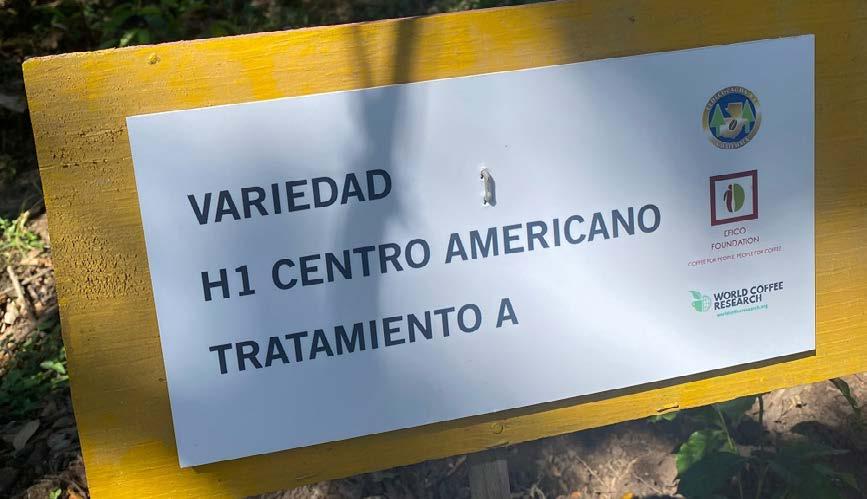 VARIEDAD
H1 CENTRO AMERICANO
TRATAMIENTO A
EFICO
FOUNDATION
COFFEE FOR PEOPLE, PEOPLE FOR COFFEE
WORLD COFFEE
RESEARCH
worldcoffeeresearch.org